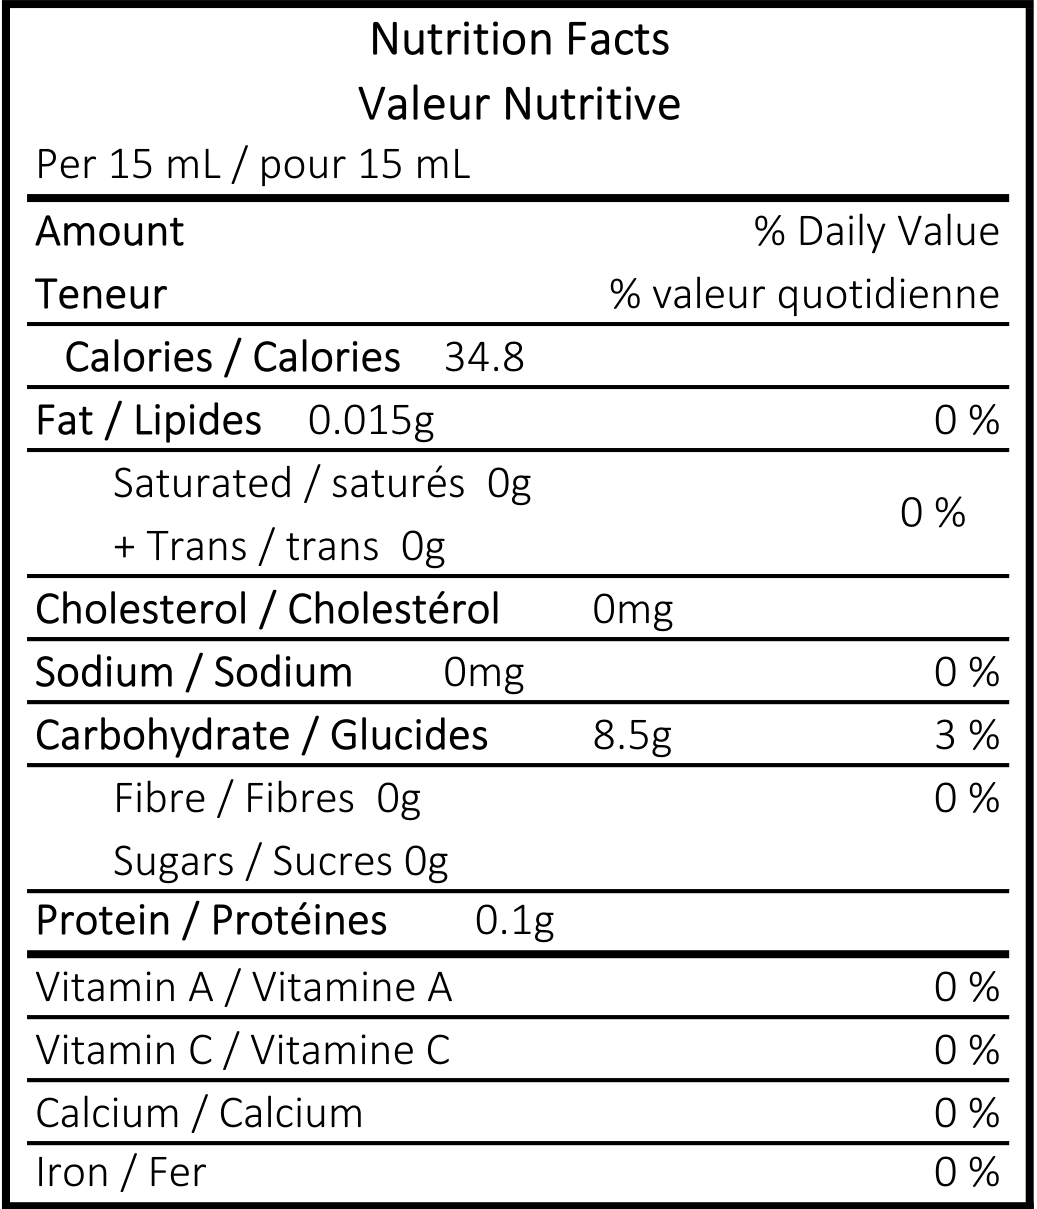 Nutrition Facts
Valeur Nutritive
Per 15 mL / pour 15 mL
Amount % Daily Value
Teneur % valeur quotidienne
Calories / Calories 34.8
Fat / Lipides 0.015g 0 %
Saturated / saturés 0g
0 %
+ Trans / trans 0g
Cholesterol / Cholestérol 0mg
Sodium / Sodium 0mg 0 %
Carbohydrate / Glucides 8.5g 3 %
Fibre / Fibres 0g 0 %
Sugars / Sucres 0g
Protein / Protéines 0.1g
Vitamin A / Vitamine A 0 %
Vitamin C / Vitamine C 0 %
Calcium / Calcium 0 %
Iron / Fer 0 %